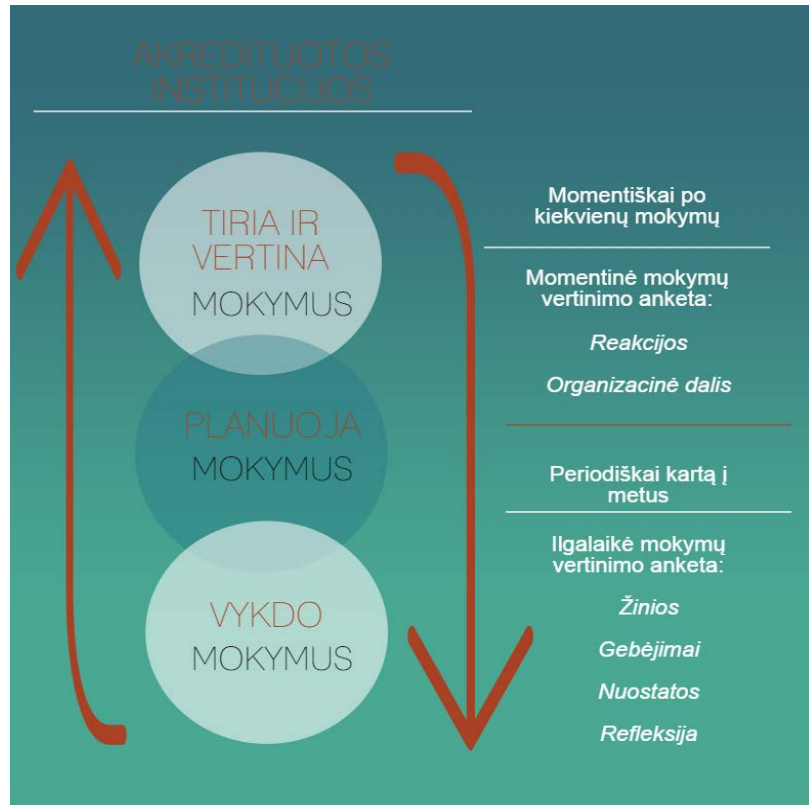 AKREDITUOTOS
INSTITUCIJOS
TIRIA IR
VERTINA
MOKYMUS
PLANUOJA
MOKYMUS
VYKDO
MOKYMUS
Momentiškai po
kiekvienų mokymų
Momentinė mokymų
vertinimo anketa:
Reakcijos
Organizacinė dalis
Periodiškai kartą į
metus
Ilgalaikė mokymų
vertinimo anketa:
Žinios
Gebėjimai
Nuostatos
Refleksija